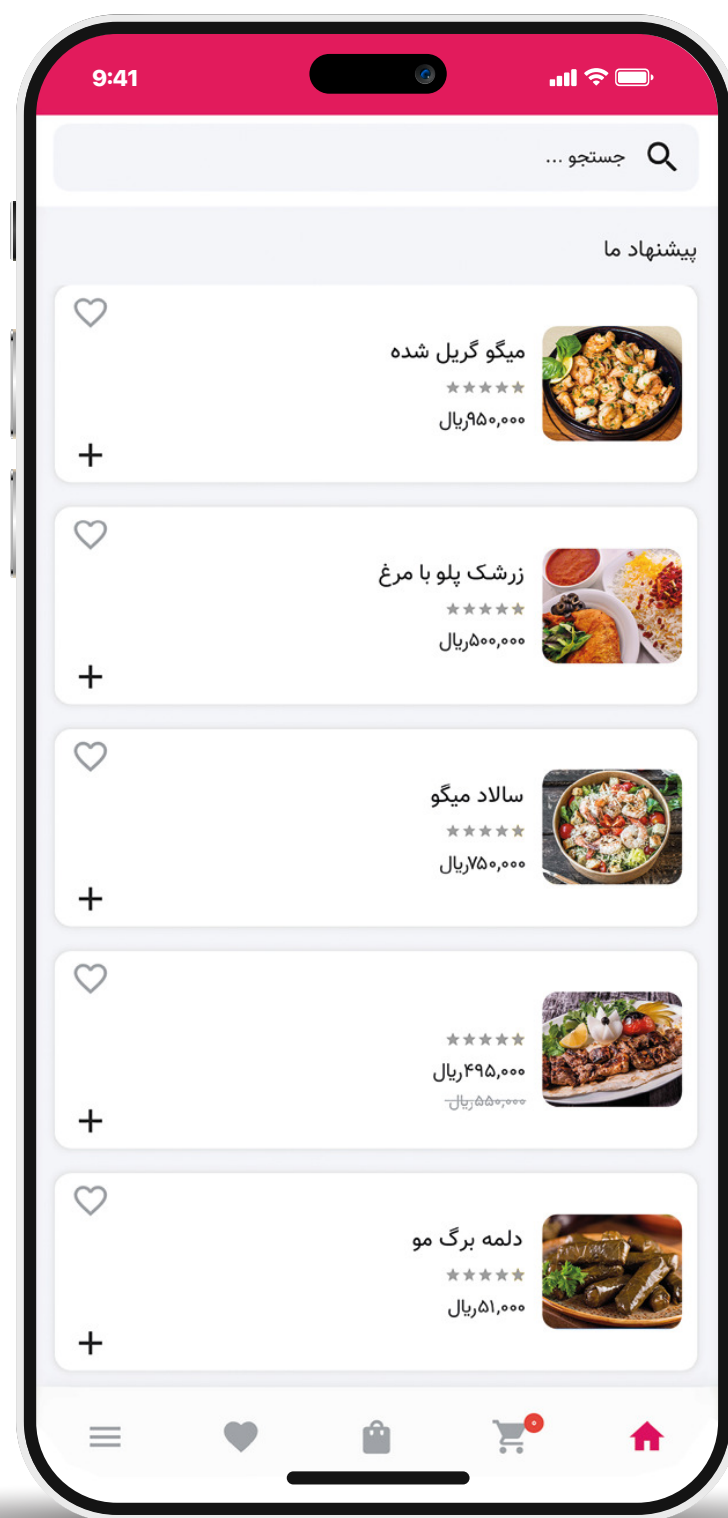 9:41
جستجو ...
پیشنهاد ما
میگو گریل شده
۹۵۰,۰۰۰ریال
زرشک پلو با مرغ
۵۰۰,۰۰۰ریال
سالاد میگو
۷۵۰,۰۰۰ریال
۴۹۵,۰۰۰ریال
۵۵۰,۰۰۰ریال
دلمه برگ مو
۵۱,۰۰۰ریال
۰